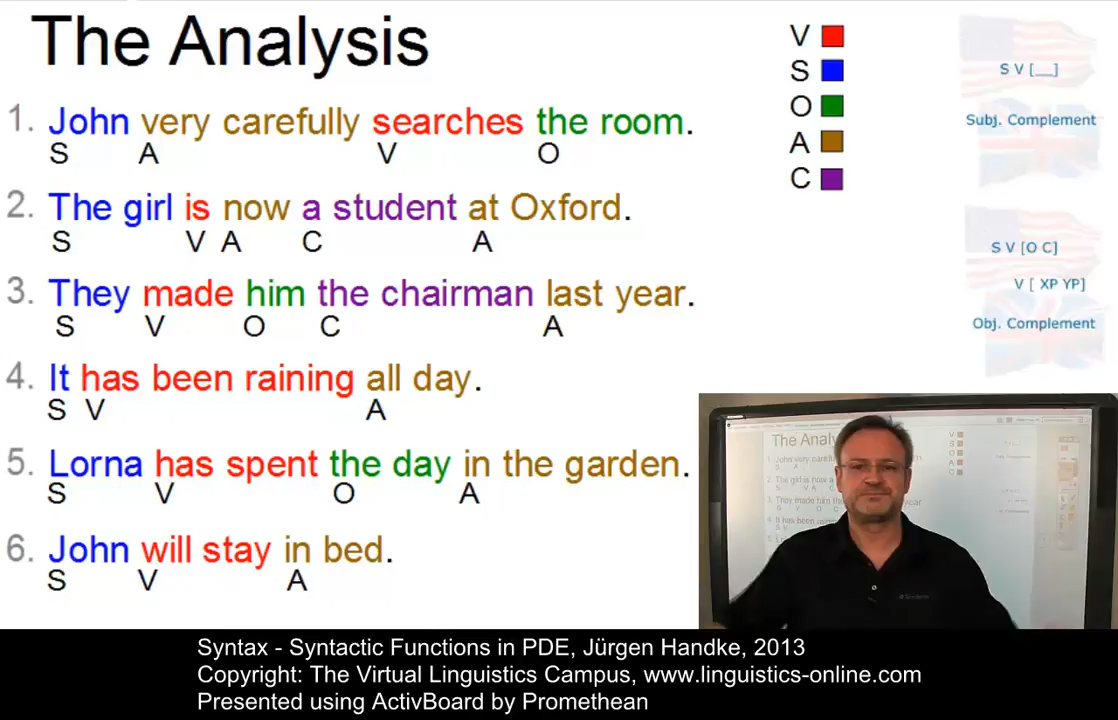 The Analysis
1. John very carefully searches the room.
S A V O
2. The girl is now a student at Oxford.
S V A C A
3. They made him the chairman last year.
S V O C A
4. It has been raining all day.
S V A
5. Lorna has spent the day in the garden.
S V O A
6. John will stay in bed.
S V A
V
S
O
A
C
S V [__]
Subj. Complement
S V [O C]
V [ XP YP]
Obj. Complement
The Analy
Syntax - Syntactic Functions in PDE, Jürgen Handke, 2013
Copyright: The Virtual Linguistics Campus, www.linguistics-online.com
Presented using ActivBoard by Promethean